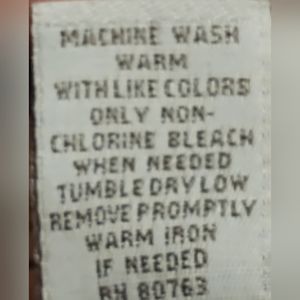 MACHINE WASH
WARM
WITH LIKE COLORS
ONLY NON-
CHLORINE BLEACH
WHEN NEEDED
TUMBLE DRY LOW
REMOVE PROMPTLY
WARM IRON
IF NEEDED
RN 80763